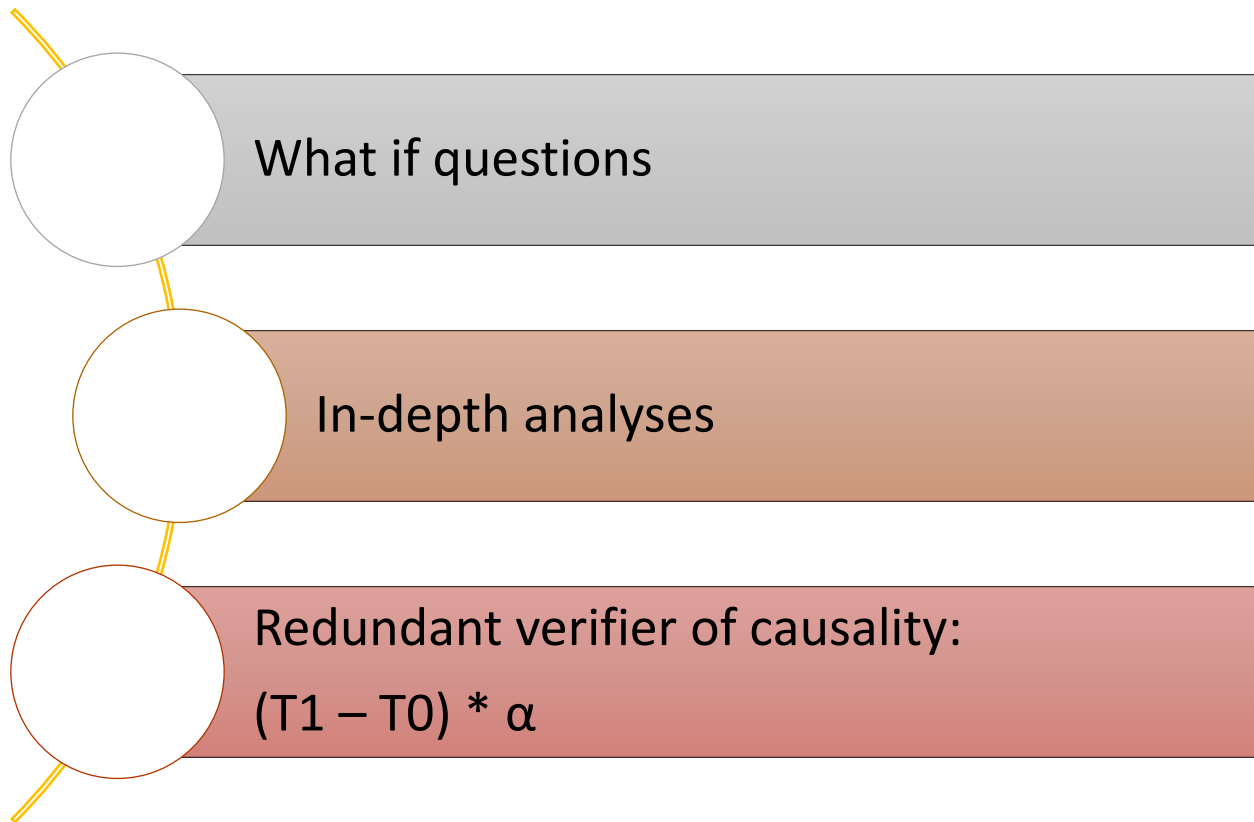 What if questions
In-depth analyses
Redundant verifier of causality:
(T1 – T0) * α